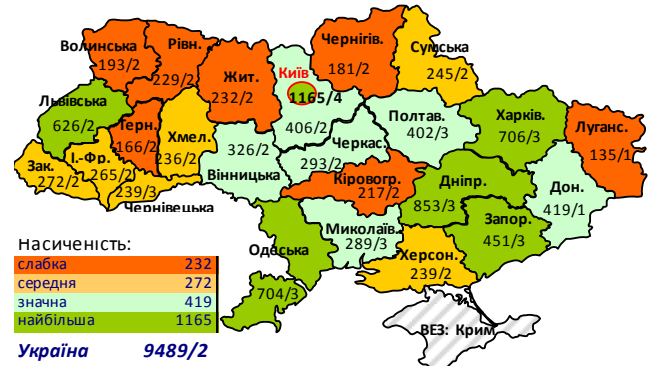 Волинська
193/2
Рівн.
229/2
Жит.
232/2
Київ
1165/4
406/2
Чернігів.
181/2
Сумська
245/2
Львівська
626/2
Терн.
166/2
Хмел.
236/2
326/2
Вінницька
Черкас.
293/2
Полтав.
402/3
Харків.
706/3
Луганс.
135/1
Зак.
272/2
І.-Фр.
265/2
239/3
Чернівецька
Кіровогр.
217/2
Дніпр.
853/3
Дон.
419/1
Запор.
451/3
Миколаїв.
289/3
Одеська
704/3
Херсон.
239/2
ВЕЗ: Крим
Насиченість:
слабка 232
середня 272
значна 419
найбільша 1165
Україна 9489/2